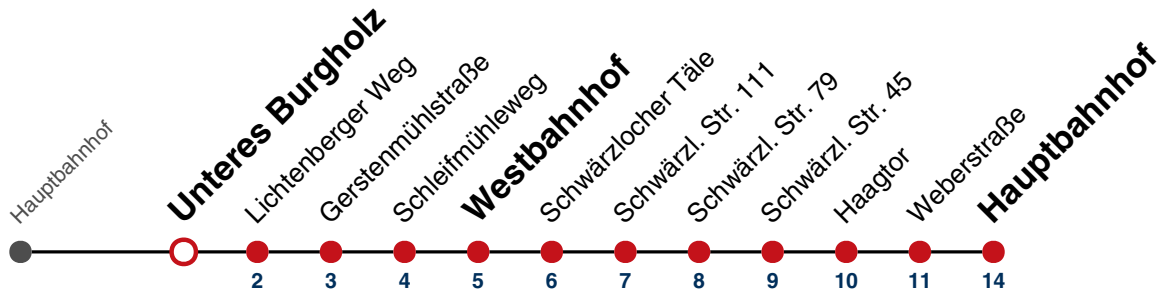 Hauptbahnhof
Unteres Burgholz
Lichtenberger Weg
Gerstenmühlstraße
Schleifmühleweg
Westbahnhof
Schwärzlocher Täle
Schwärzl. Str. 111
Schwärzl. Str. 79
Schwärzl. Str. 45
Haagtor
Weberstraße
Hauptbahnhof
2 3 4 5 6 7 8 9 10 11 14